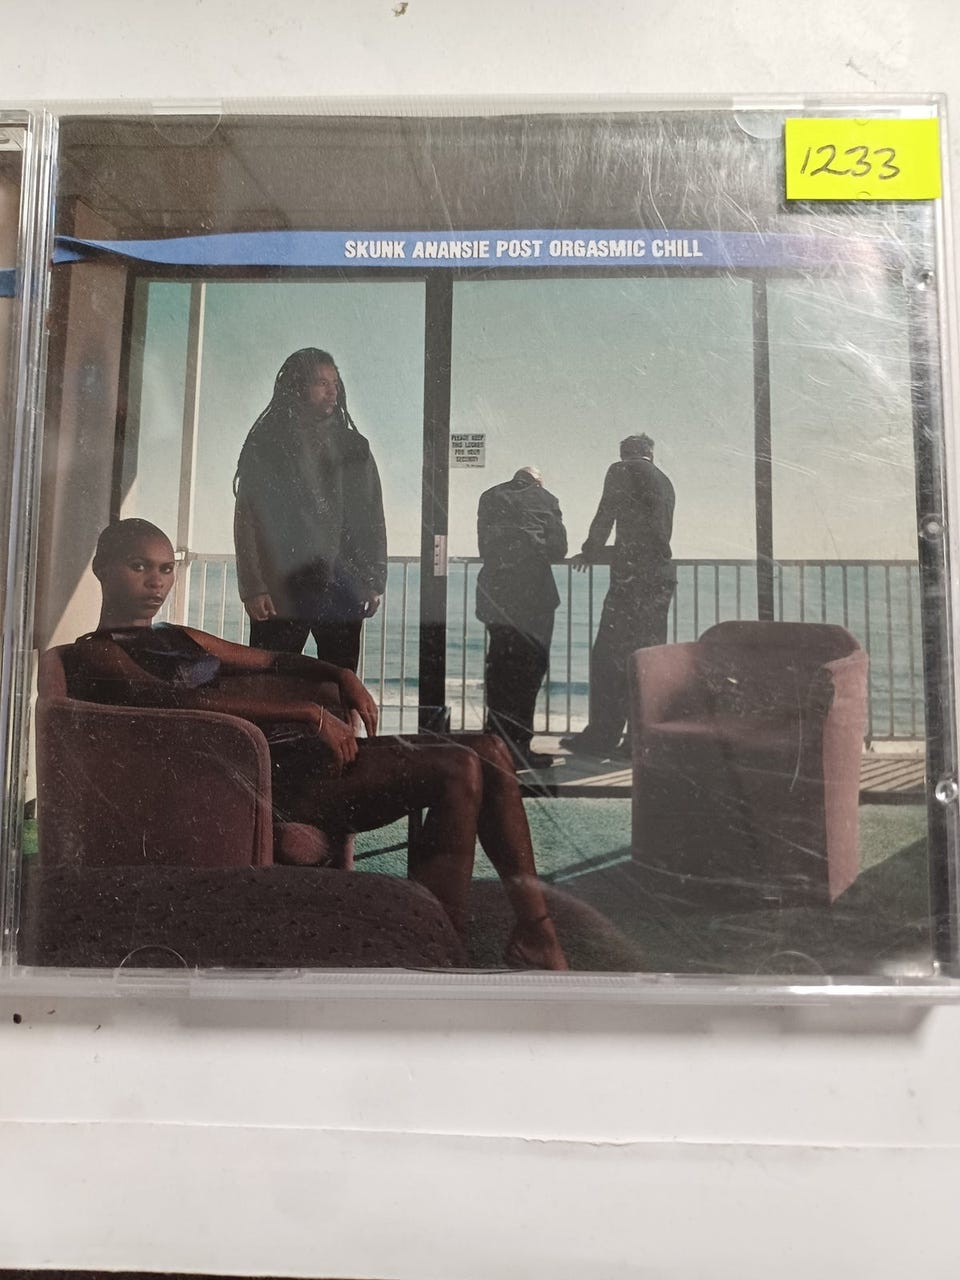 1233
SKUNK ANANSIE POST ORGASMIC CHILL
PLEASE KEEP
THIS LOCKED
FOR YOUR
SECURITY